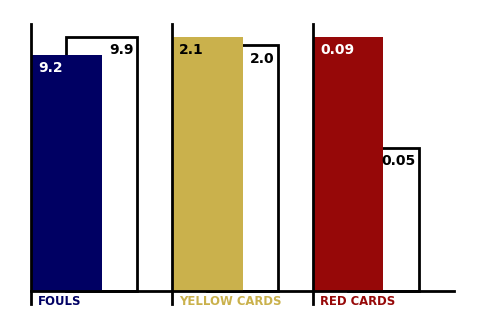 9.2
9.9
2.1
2.0
0.09
0.05
FOULS
YELLOW CARDS
RED CARDS